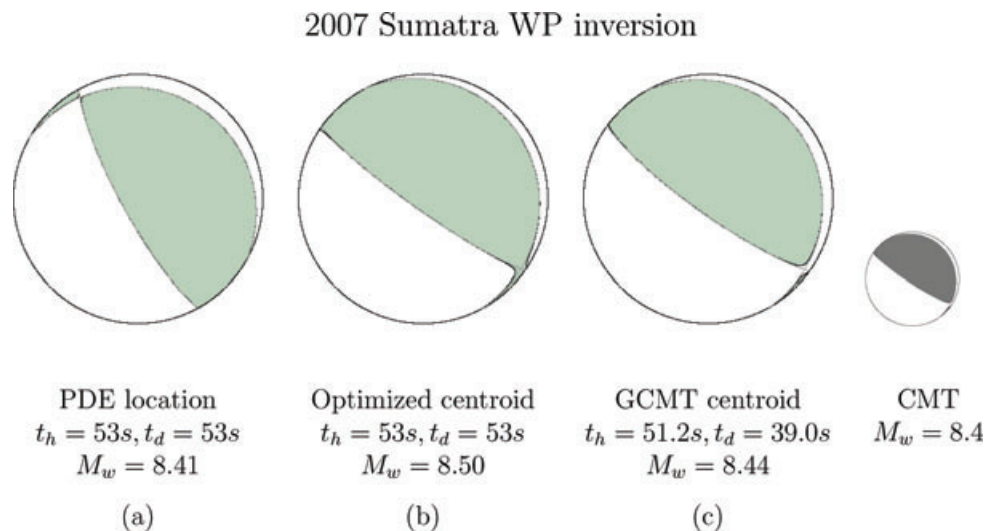 2007 Sumatra WP inversion
PDE location
t_h = 53s, t_d = 53s
M_w = 8.41
(a)
Optimized centroid
t_h = 53s, t_d = 53s
M_w = 8.50
(b)
GCMT centroid
t_h = 51.2s, t_d = 39.0s
M_w = 8.44
(c)
CMT
M_w = 8.4